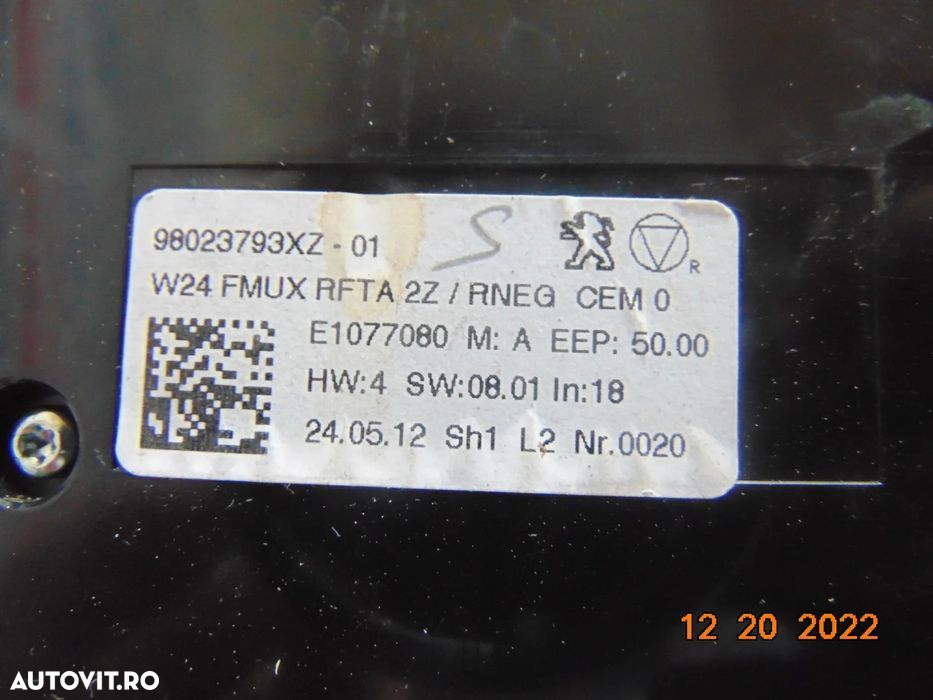 98023793XZ - 01
S
R
W24 FMUX RFTA 2Z / RNEG CEM 0
E1077080 M: A EEP: 50.00
HW:4 SW:08.01 In:18
24.05.12 Sh1 L2 Nr.0020
12 20 2022
AUTOVIT.RO